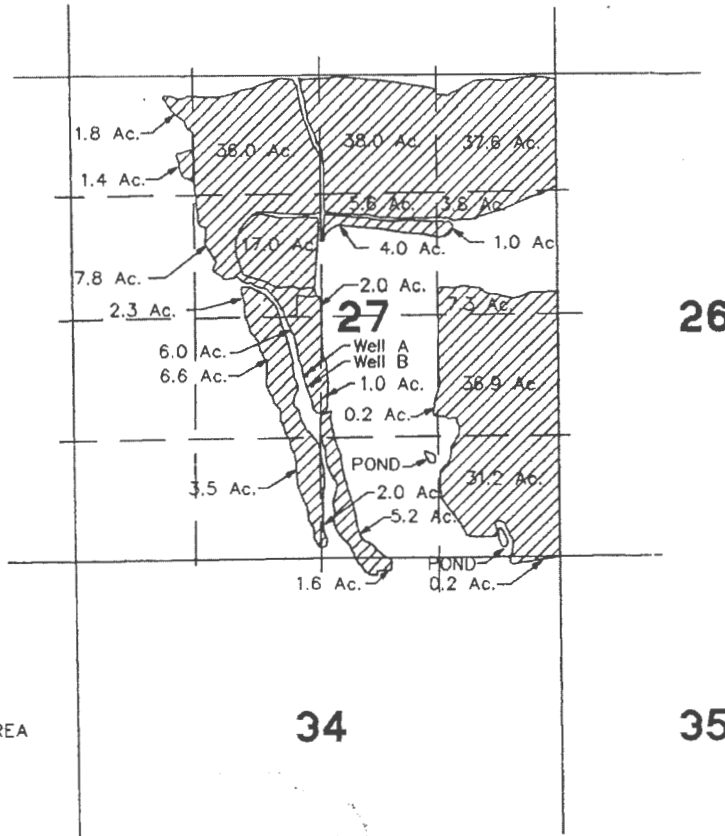 1.8 Ac.
36.0 Ac.
38.0 Ac.
37.6 Ac.
1.4 Ac.
5.6 Ac.
3.8 Ac.
17.0 Ac.
4.0 Ac.
1.0 Ac
7.8 Ac.
2.0 Ac.
7.3 Ac.
2.3 Ac.
27
26
6.0 Ac.
Well A
Well B
6.6 Ac.
1.0 Ac.
36.9 Ac.
0.2 Ac.
POND
3.5 Ac.
2.0 Ac
31.2 Ac.
5.2 Ac.
POND
1.6 Ac.
0.2 Ac.
REA
34
35